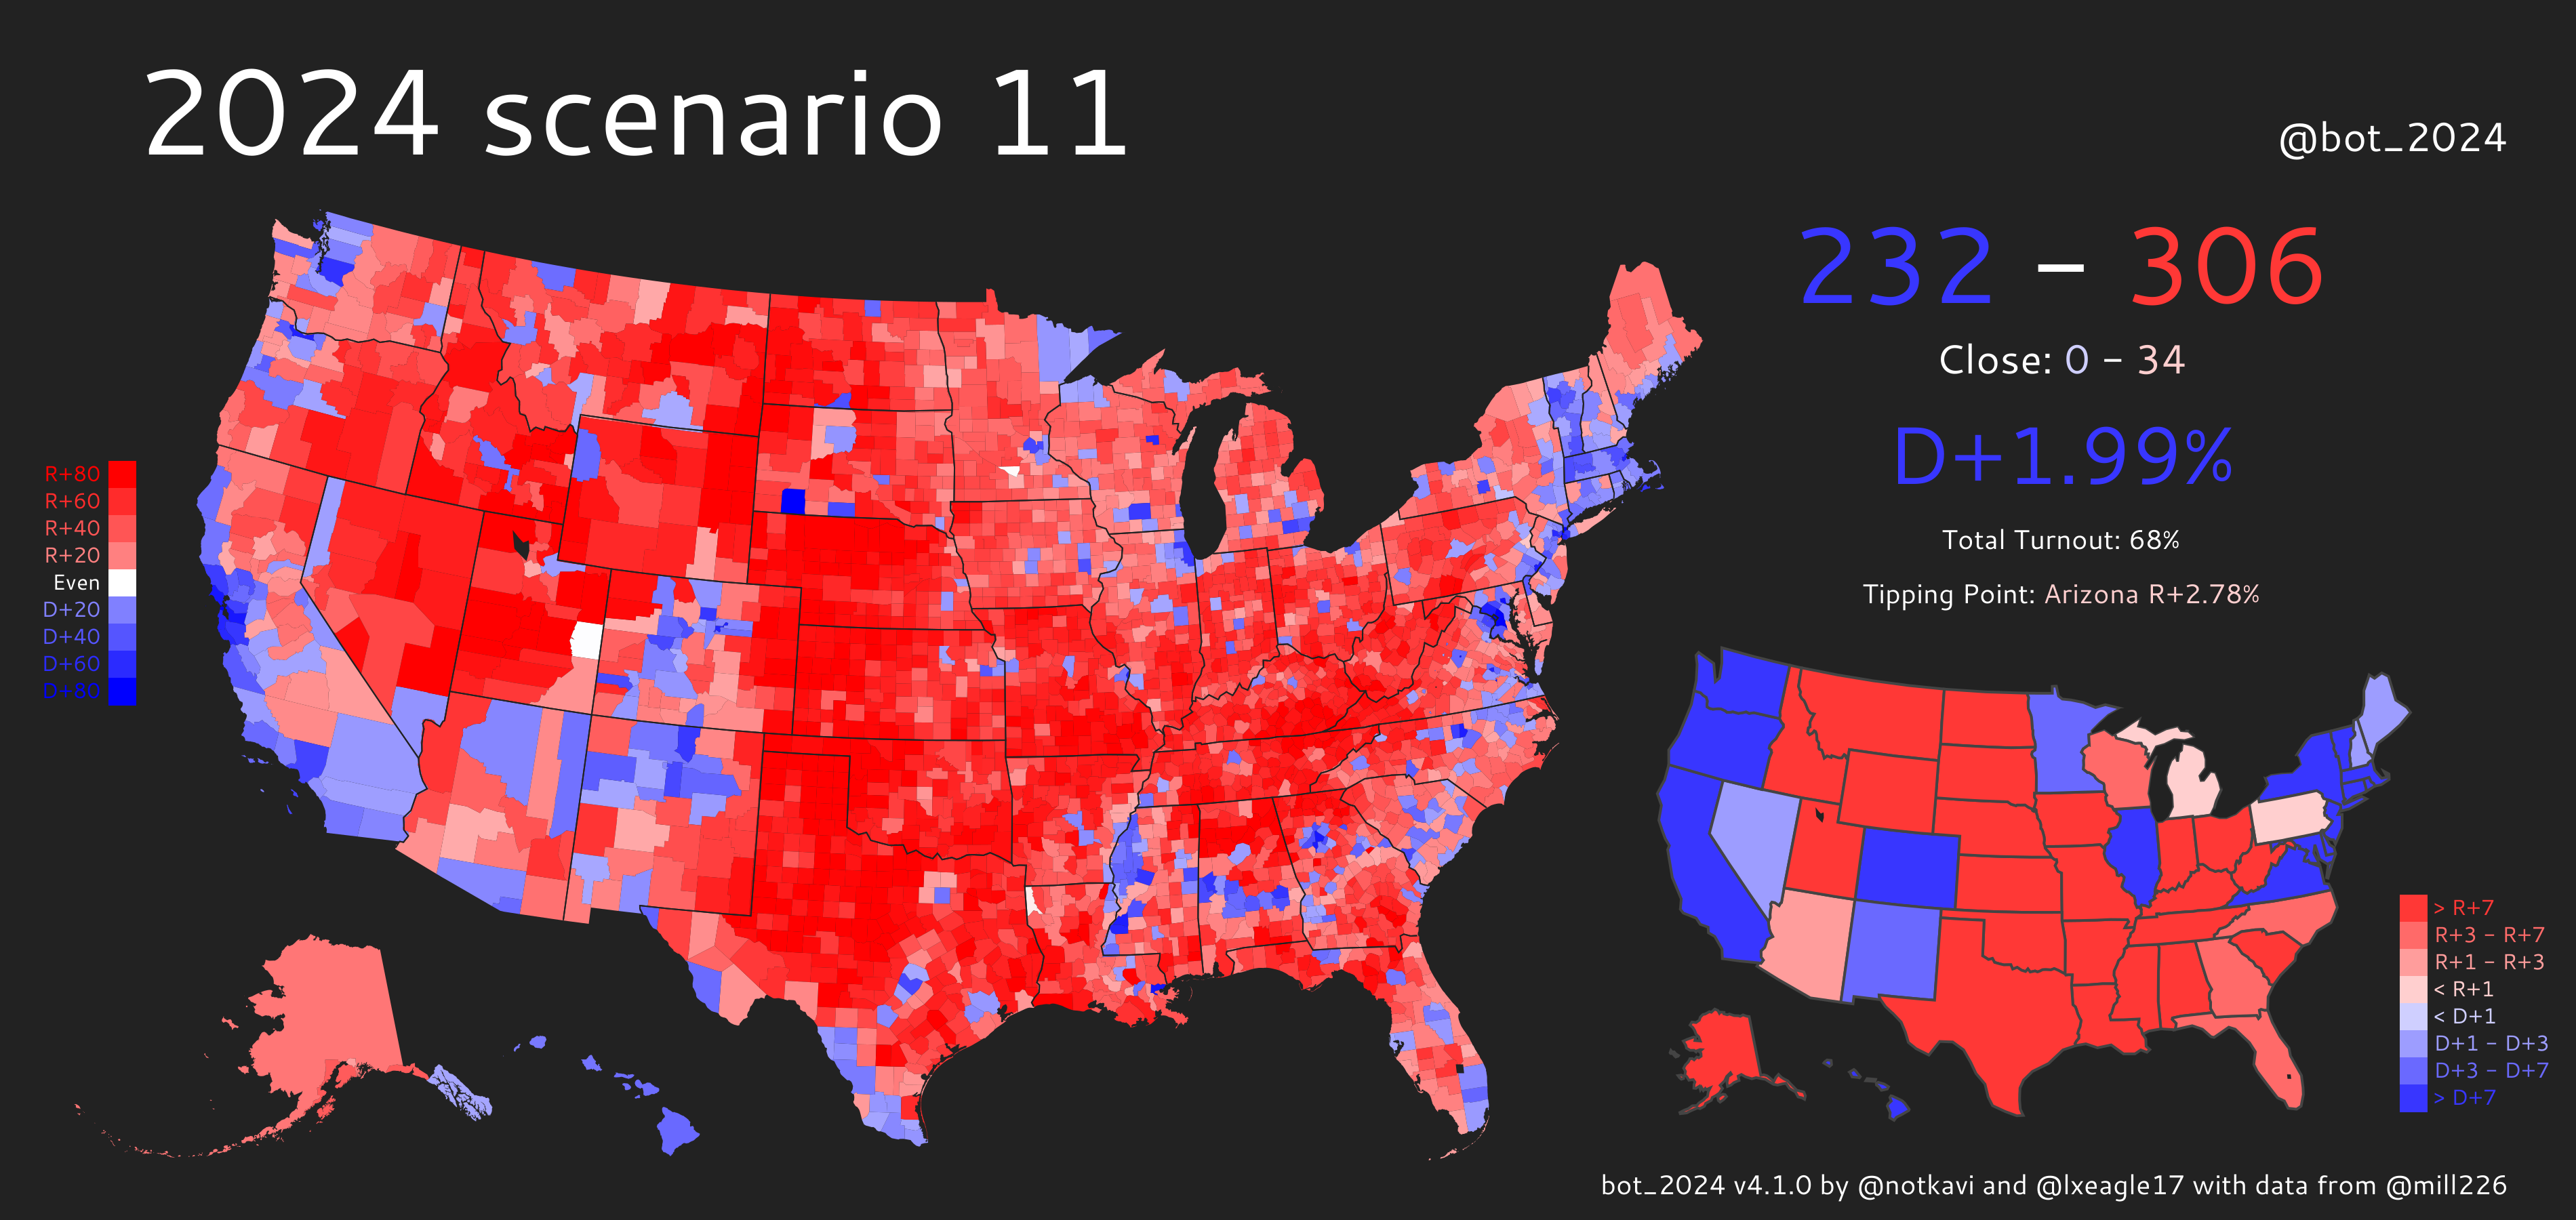 2024 scenario 11
@bot_2024
232 – 306
Close: 0 – 34
D+1.99%
Total Turnout: 68%
Tipping Point: Arizona R+2.78%
R+80
R+60
R+40
R+20
Even
D+20
D+40
D+60
D+80
> R+7
R+3 – R+7
R+1 – R+3
< R+1
< D+1
D+1 – D+3
D+3 – D+7
> D+7
bot_2024 v4.1.0 by @notkavi and @lxeagle17 with data from @mill226